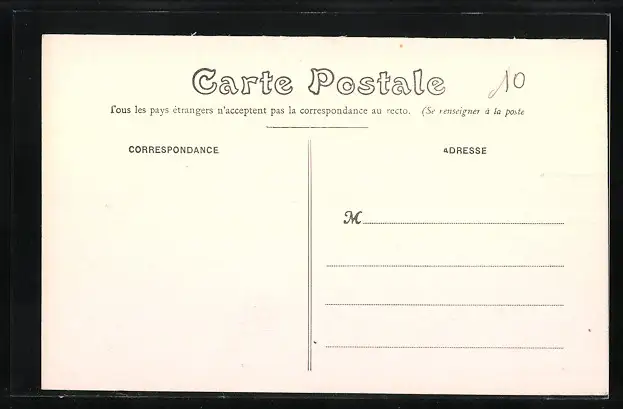 Carte Postale
10
Tous les pays étrangers n'acceptent pas la correspondance au recto. (Se renseigner à la poste
CORRESPONDANCE
ADRESSE
M